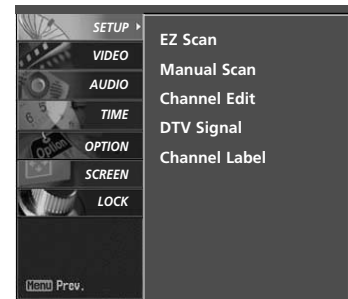 SETUP
VIDEO
AUDIO
TIME
OPTION
SCREEN
LOCK
Menu Prev.
EZ Scan
Manual Scan
Channel Edit
DTV Signal
Channel Label